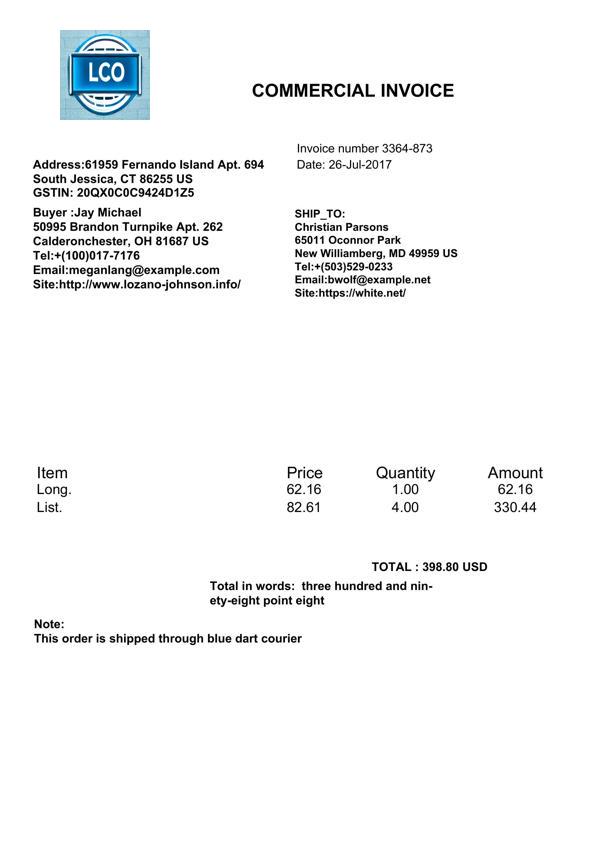 LCO
COMMERCIAL INVOICE
Invoice number 3364-873
Date: 26-Jul-2017
Address:61959 Fernando Island Apt. 694
South Jessica, CT 86255 US
GSTIN: 20QX0C0C9424D1Z5
Buyer :Jay Michael
50995 Brandon Turnpike Apt. 262
Calderonchester, OH 81687 US
Tel:+(100)017-7176
Email:meganlang@example.com
Site:http://www.lozano-johnson.info/
SHIP_TO:
Christian Parsons
65011 Oconnor Park
New Williamberg, MD 49959 US
Tel:+(503)529-0233
Email:bwolf@example.net
Site:https://white.net/
Item Price Quantity Amount
Long. 62.16 1.00 62.16
List. 82.61 4.00 330.44
TOTAL : 398.80 USD
Total in words: three hundred and nin-
ety-eight point eight
Note:
This order is shipped through blue dart courier